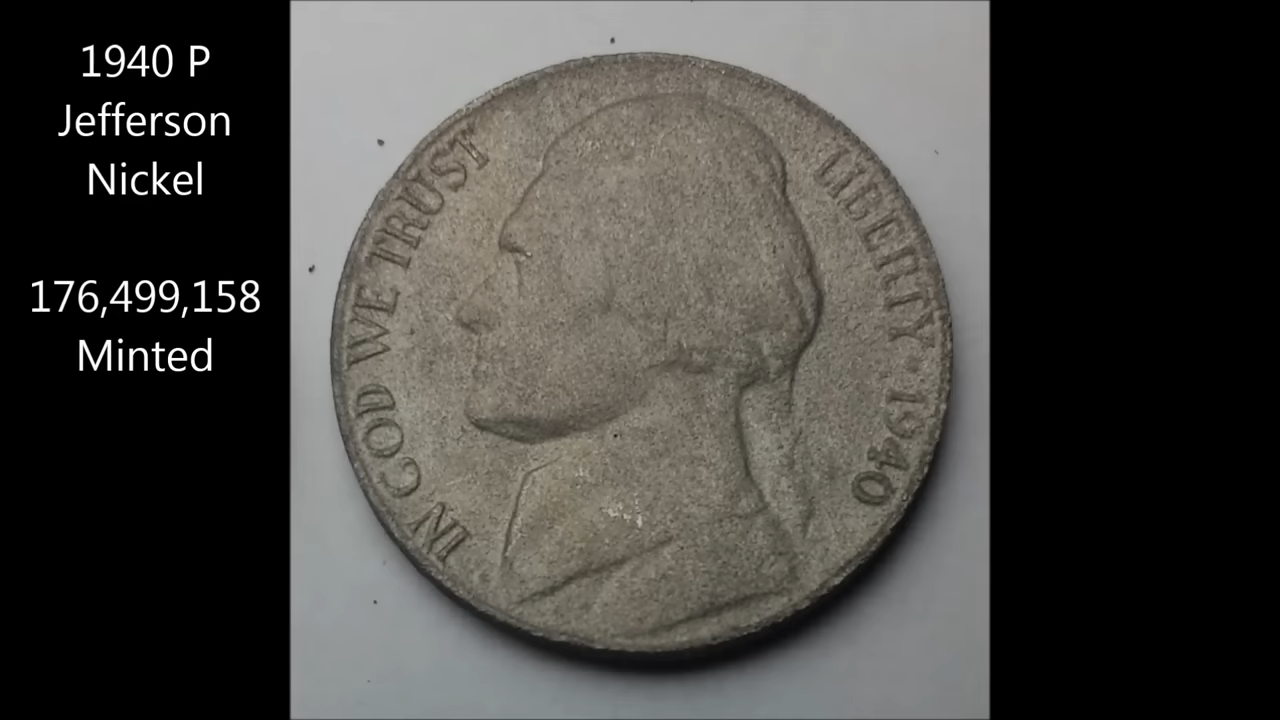 1940 P
Jefferson
Nickel
176,499,158
Minted
IN GOD WE TRUST
LIBERTY · 1940